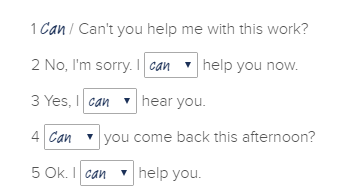 1 Can / Can't you help me with this work?
2 No, I'm sorry. I can help you now.
3 Yes, I can hear you.
4 Can you come back this afternoon?
5 Ok. I can help you.